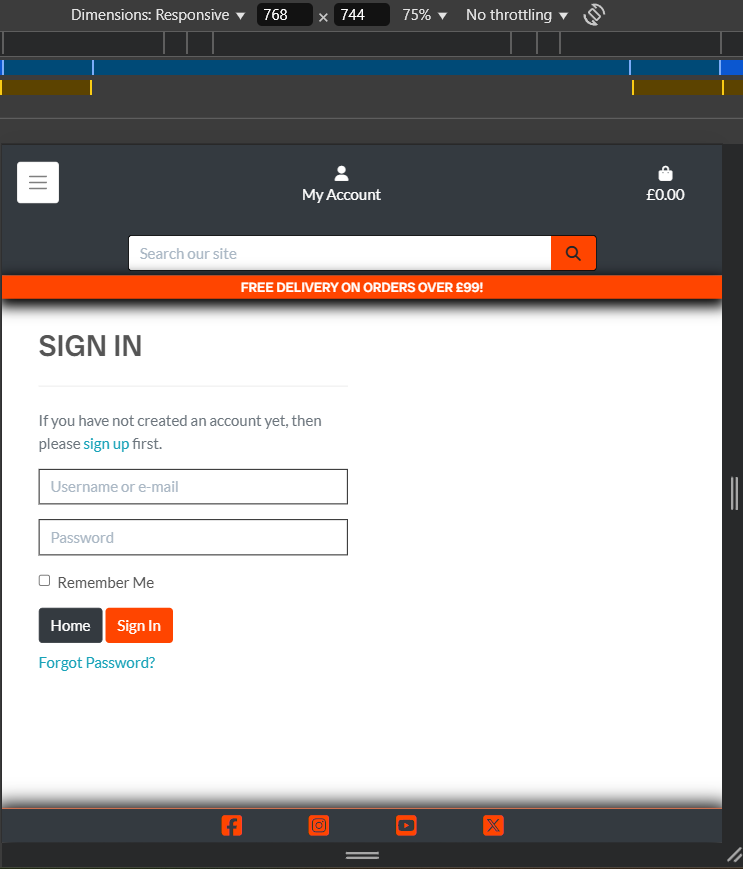 Dimensions: Responsive 768 × 744 75% No throttling
My Account
£0.00
Search our site
FREE DELIVERY ON ORDERS OVER £99!
SIGN IN
If you have not created an account yet, then
please sign up first.
Username or e-mail
Password
Remember Me
Home Sign In
Forgot Password?